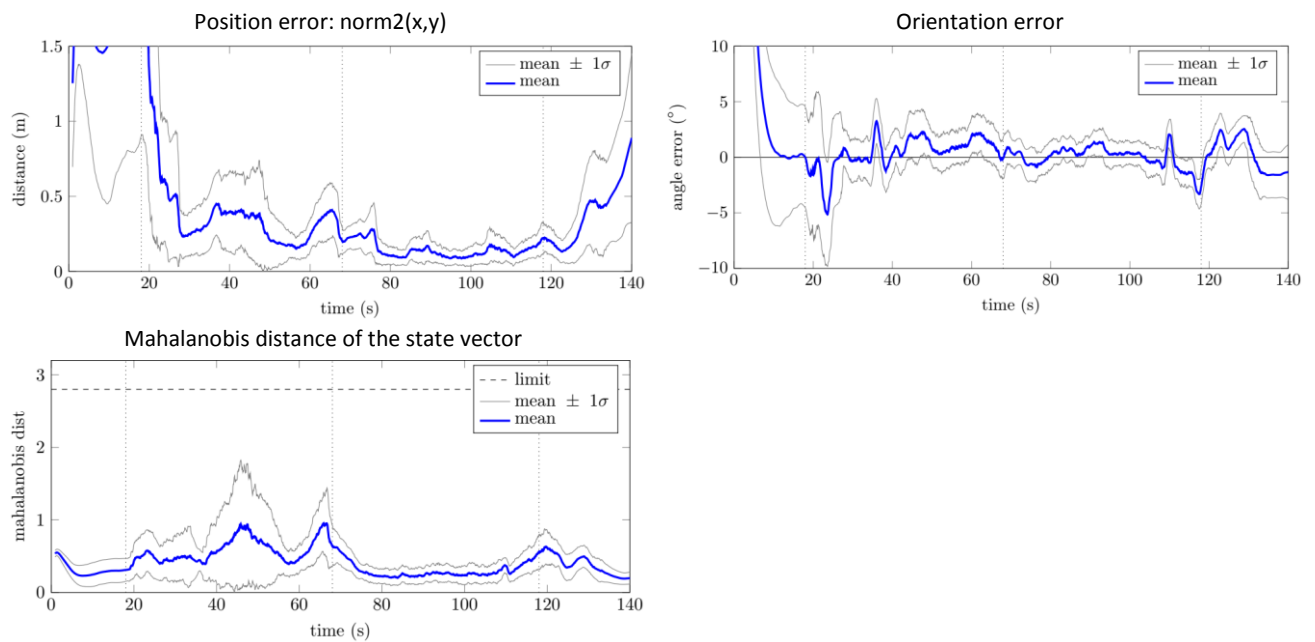 Position error: norm2(x,y)
1.5
1
0.5
0
distance (m)
mean ± 1σ
mean
0 20 40 60 80 100 120 140
time (s)
Orientation error
10
5
0
−5
−10
angle error (°)
mean ± 1σ
mean
0 20 40 60 80 100 120 140
time (s)
Mahalanobis distance of the state vector
3
2
1
0
mahalanobis dist
limit
mean ± 1σ
mean
0 20 40 60 80 100 120 140
time (s)